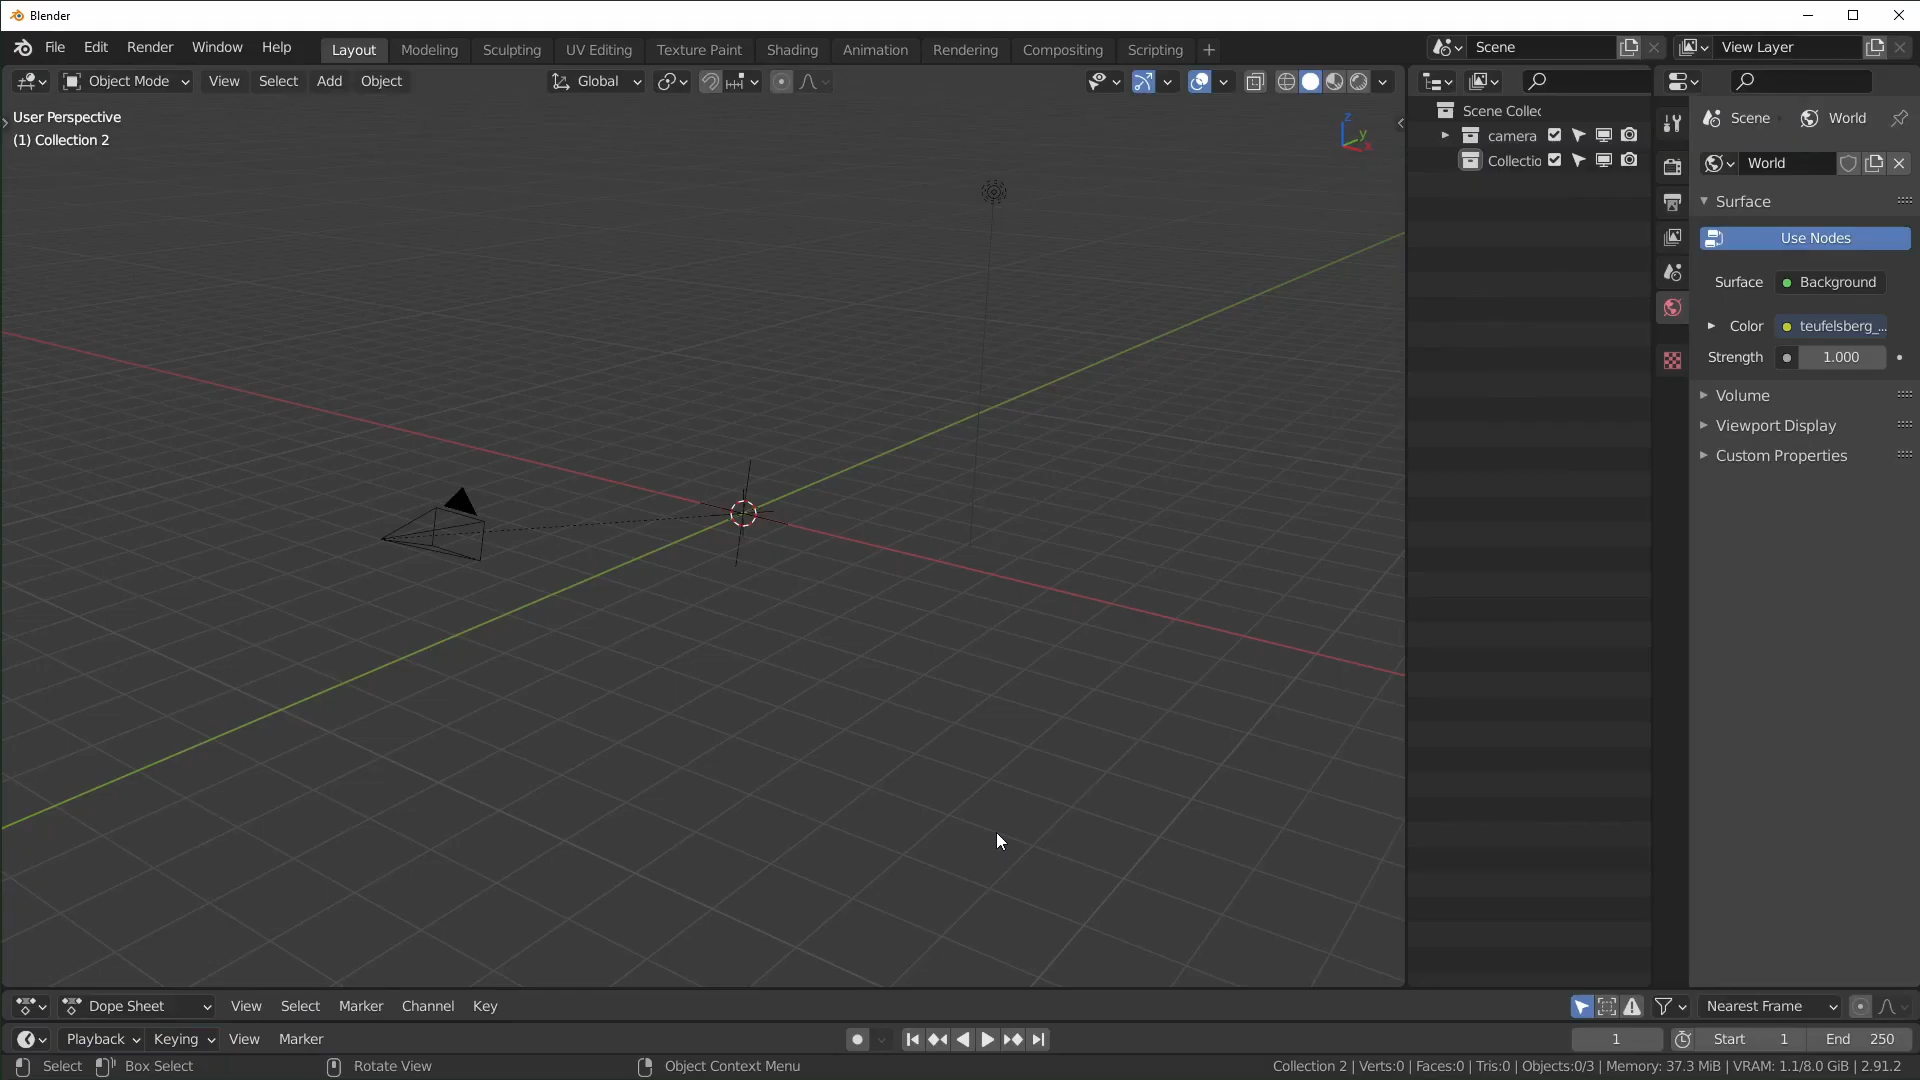 Blender
File Edit Render Window Help Layout Modeling Sculpting UV Editing Texture Paint Shading Animation Rendering Compositing Scripting + Scene View Layer
Object Mode View Select Add Object Global
User Perspective
(1) Collection 2
z
y
x
Scene Collec
camera
Collectio
Scene World
World
Surface
Use Nodes
Surface Background
Color teufelsberg_...
Strength 1.000
Volume
Viewport Display
Custom Properties
Dope Sheet View Select Marker Channel Key Nearest Frame
Playback Keying View Marker 1 Start 1 End 250
Select Box Select Rotate View Object Context Menu Collection 2 | Verts:0 | Faces:0 | Tris:0 | Objects:0/3 | Memory: 37.3 MiB | VRAM: 1.1/8.0 GiB | 2.91.2